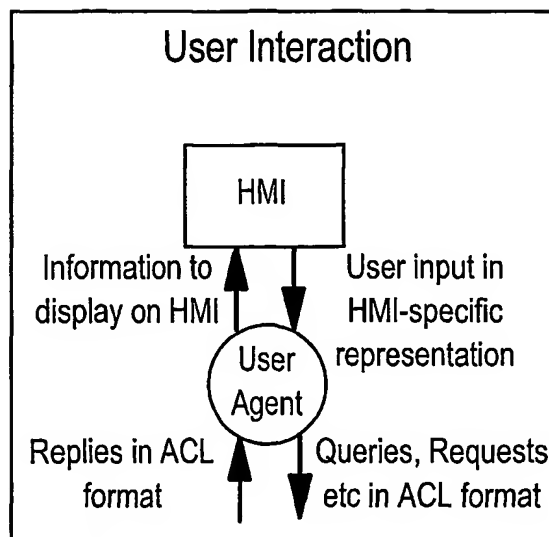 User Interaction
HMI
Information to
display on HMI
User input in
HMI-specific
representation
User
Agent
Replies in ACL
format
Queries, Requests
etc in ACL format